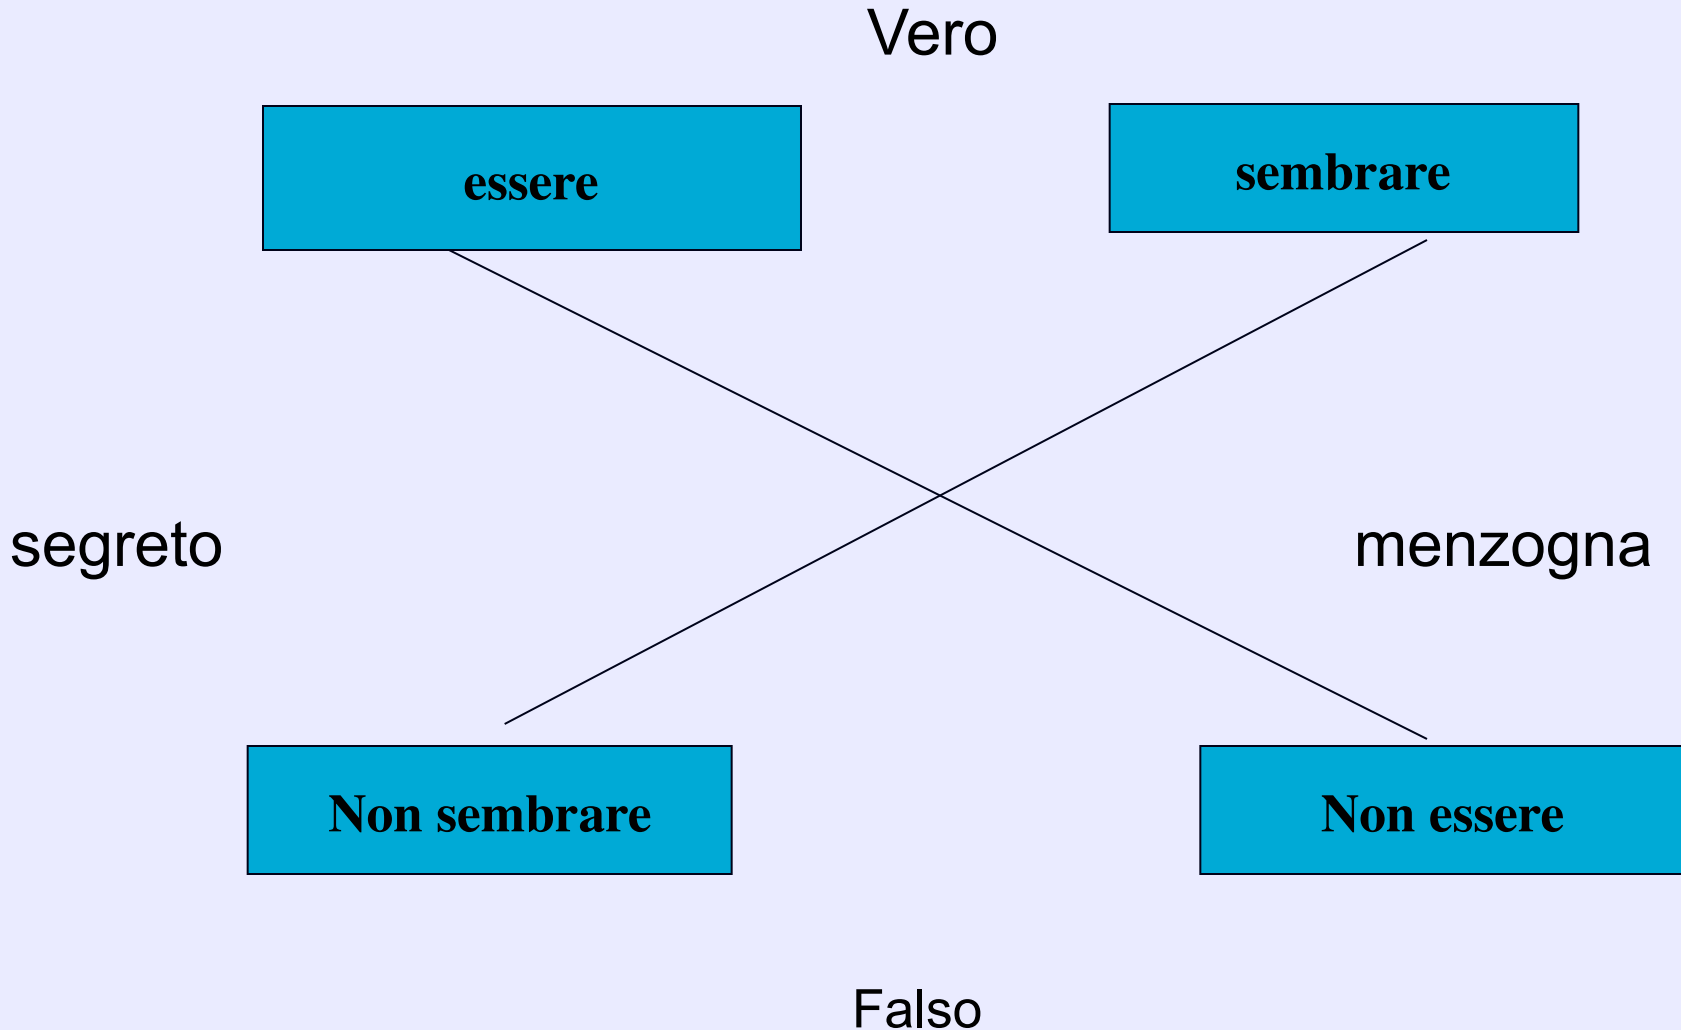 Vero
essere
sembrare
segreto
menzogna
Non sembrare
Non essere
Falso